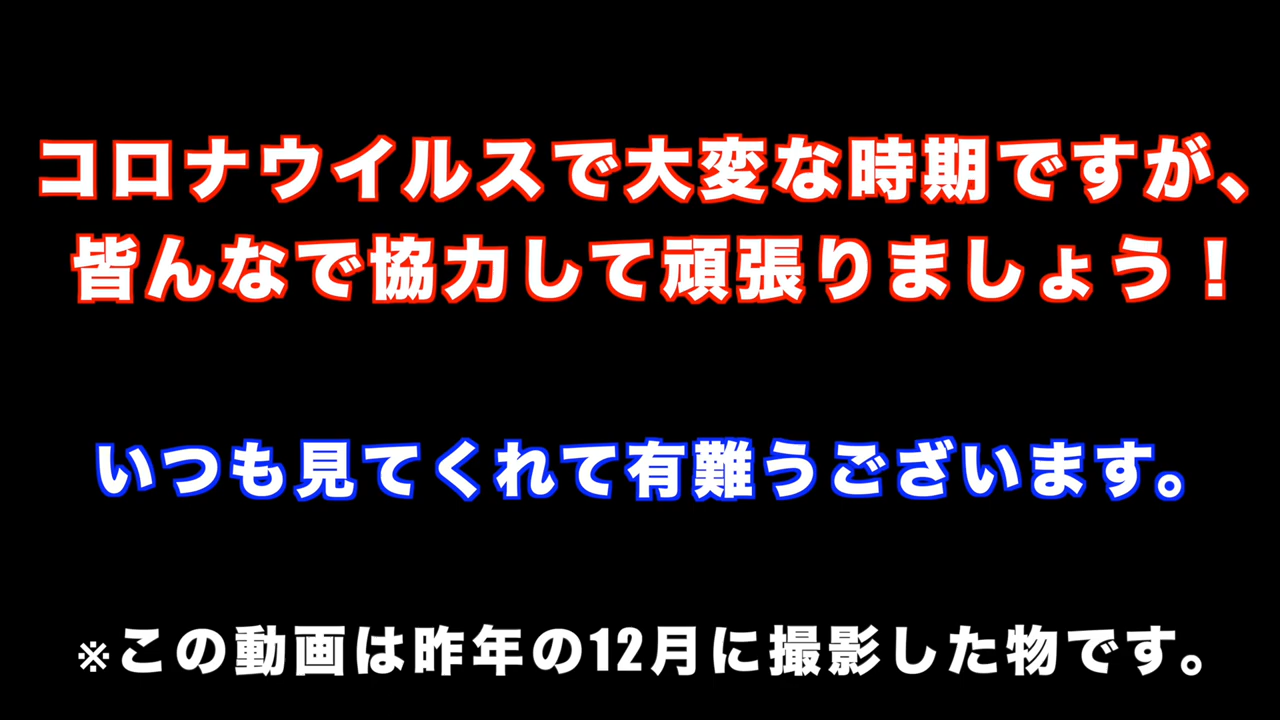 コロナウイルスで大変な時期ですが、
皆んなで協力して頑張りましょう！
いつも見てくれて有難うございます。
※この動画は昨年の12月に撮影した物です。